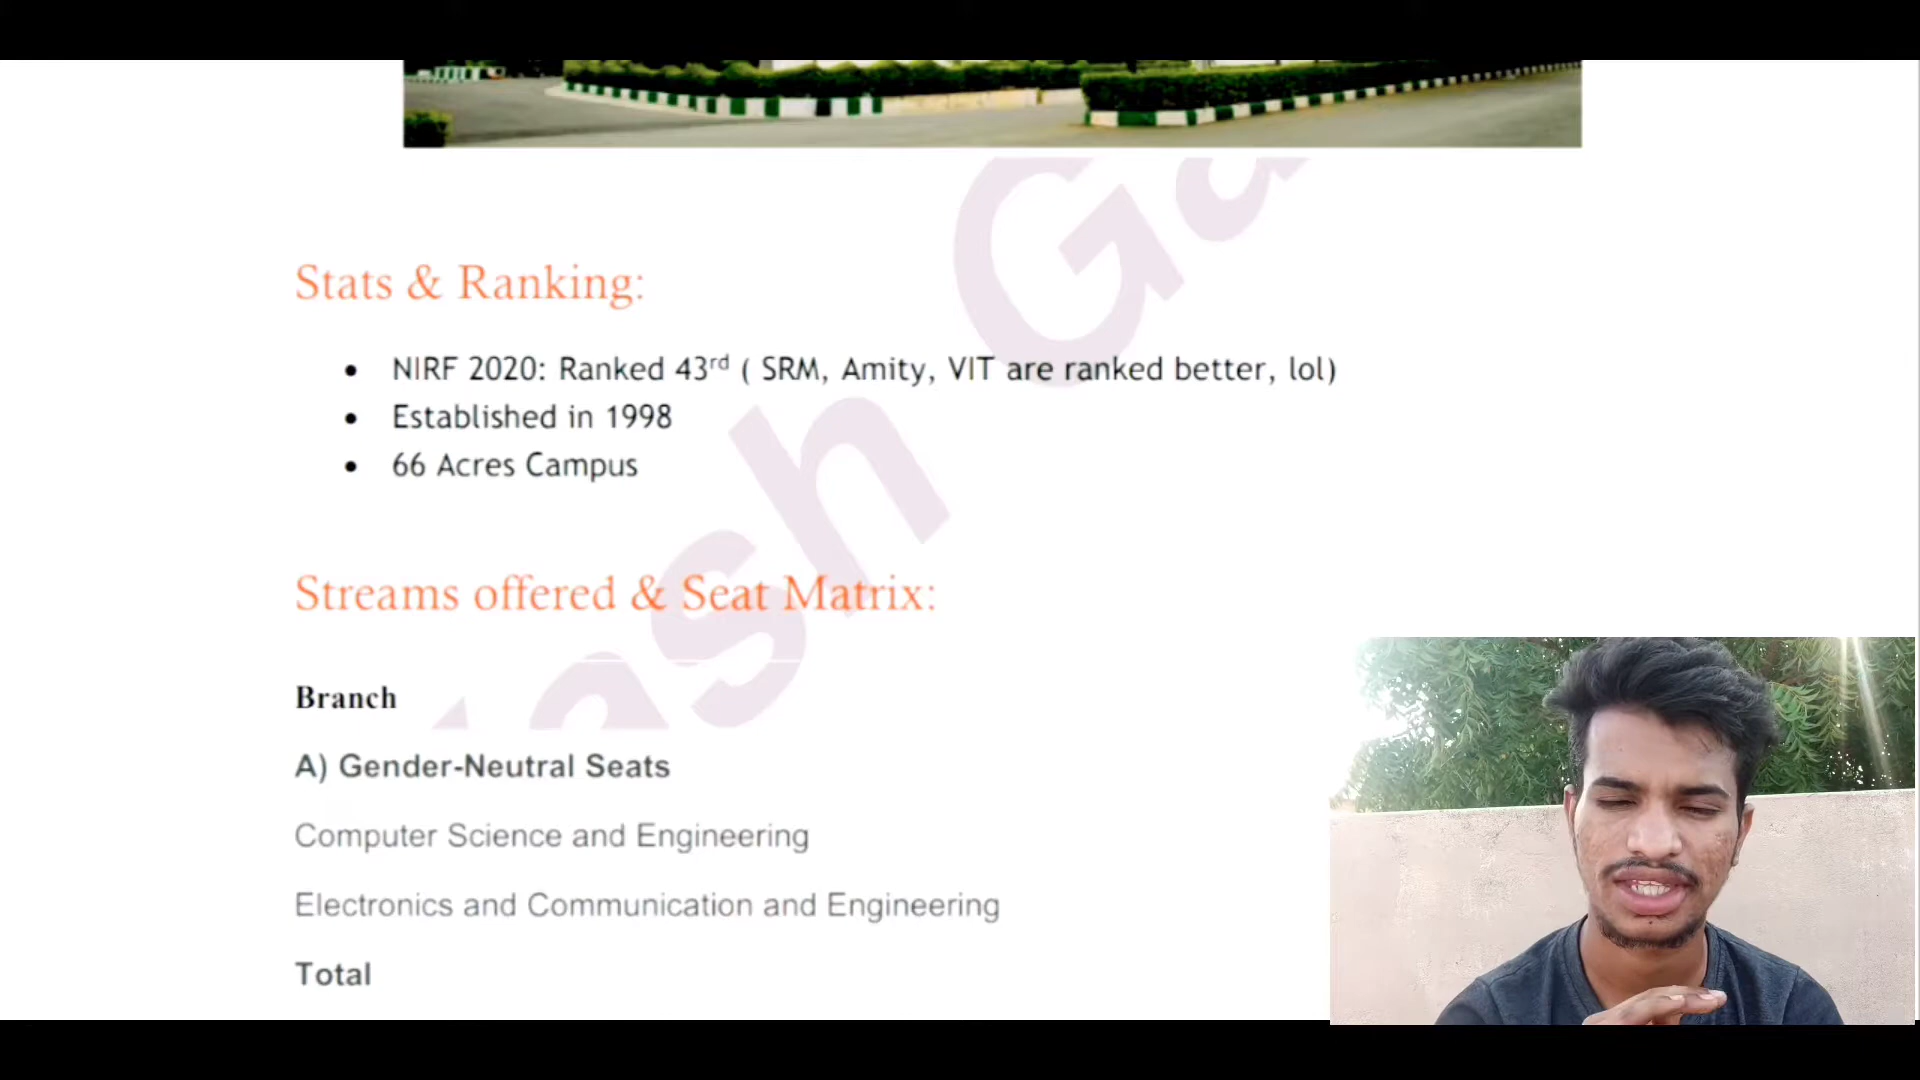 Stats & Ranking:
• NIRF 2020: Ranked 43rd ( SRM, Amity, VIT are ranked better, lol)
• Established in 1998
• 66 Acres Campus
Streams offered & Seat Matrix:
Branch
A) Gender-Neutral Seats
Computer Science and Engineering
Electronics and Communication and Engineering
Total